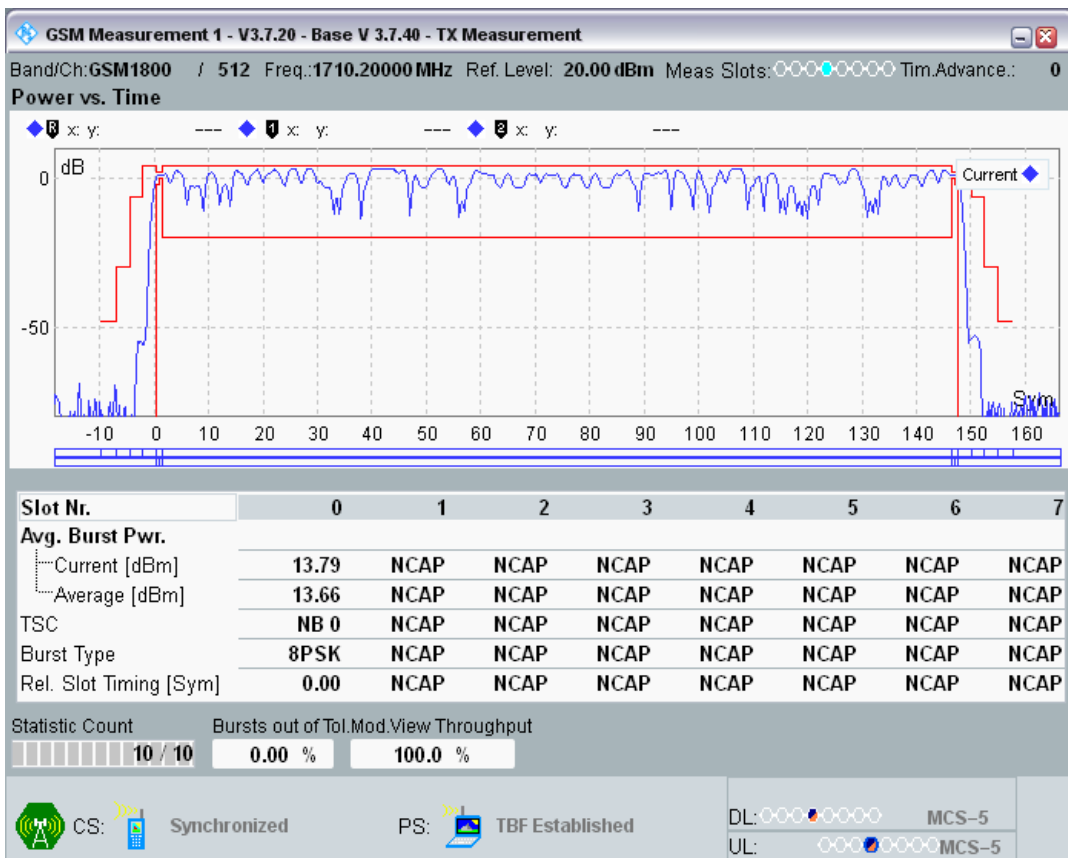 GSM Measurement 1 - V3.7.20 - Base V 3.7.40 - TX Measurement
Band/Ch:GSM1800 / 512 Freq.:1710.20000 MHz Ref. Level: 20.00 dBm Meas Slots: Tim.Advance.: 0
Power vs. Time
R x: y: --- 1 x: y: --- 2 x: y: ---
dB
Current
0
-50
Sym
-10 0 10 20 30 40 50 60 70 80 90 100 110 120 130 140 150 160
Slot Nr. 0 1 2 3 4 5 6 7
Avg. Burst Pwr.
Current [dBm] 13.79 NCAP NCAP NCAP NCAP NCAP NCAP NCAP
Average [dBm] 13.66 NCAP NCAP NCAP NCAP NCAP NCAP NCAP
TSC NB 0 NCAP NCAP NCAP NCAP NCAP NCAP NCAP
Burst Type 8PSK NCAP NCAP NCAP NCAP NCAP NCAP NCAP
Rel. Slot Timing [Sym] 0.00 NCAP NCAP NCAP NCAP NCAP NCAP NCAP
Statistic Count Bursts out of Tol. Mod.View Throughput
10 / 10 0.00 % 100.0 %
CS: Synchronized PS: TBF Established
DL: MCS-5
UL: MCS-5